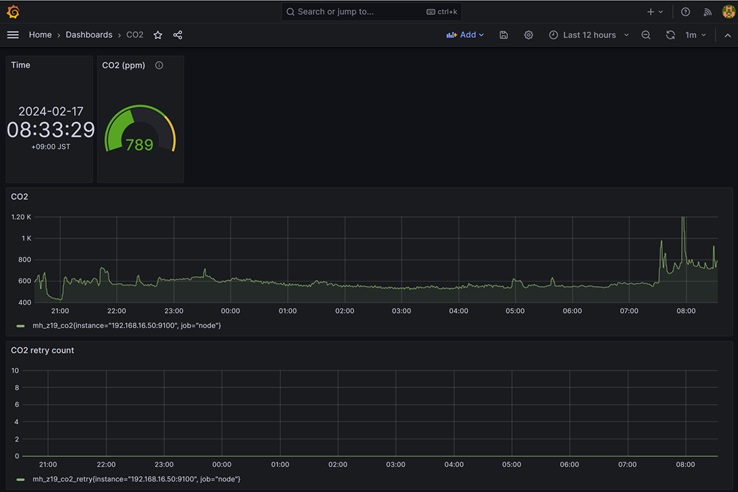 Search or jump to... ctrl+k
Home > Dashboards > CO2 Add Last 12 hours 1m
Time
2024-02-17
08:33:29
+09:00 JST
CO2 (ppm)
789
CO2
1.20 K
1 K
800
600
400
21:00 22:00 23:00 00:00 01:00 02:00 03:00 04:00 05:00 06:00 07:00 08:00
mh_z19_co2{instance="192.168.16.50:9100", job="node"}
CO2 retry count
10
8
6
4
2
0
21:00 22:00 23:00 00:00 01:00 02:00 03:00 04:00 05:00 06:00 07:00 08:00
mh_z19_co2_retry{instance="192.168.16.50:9100", job="node"}